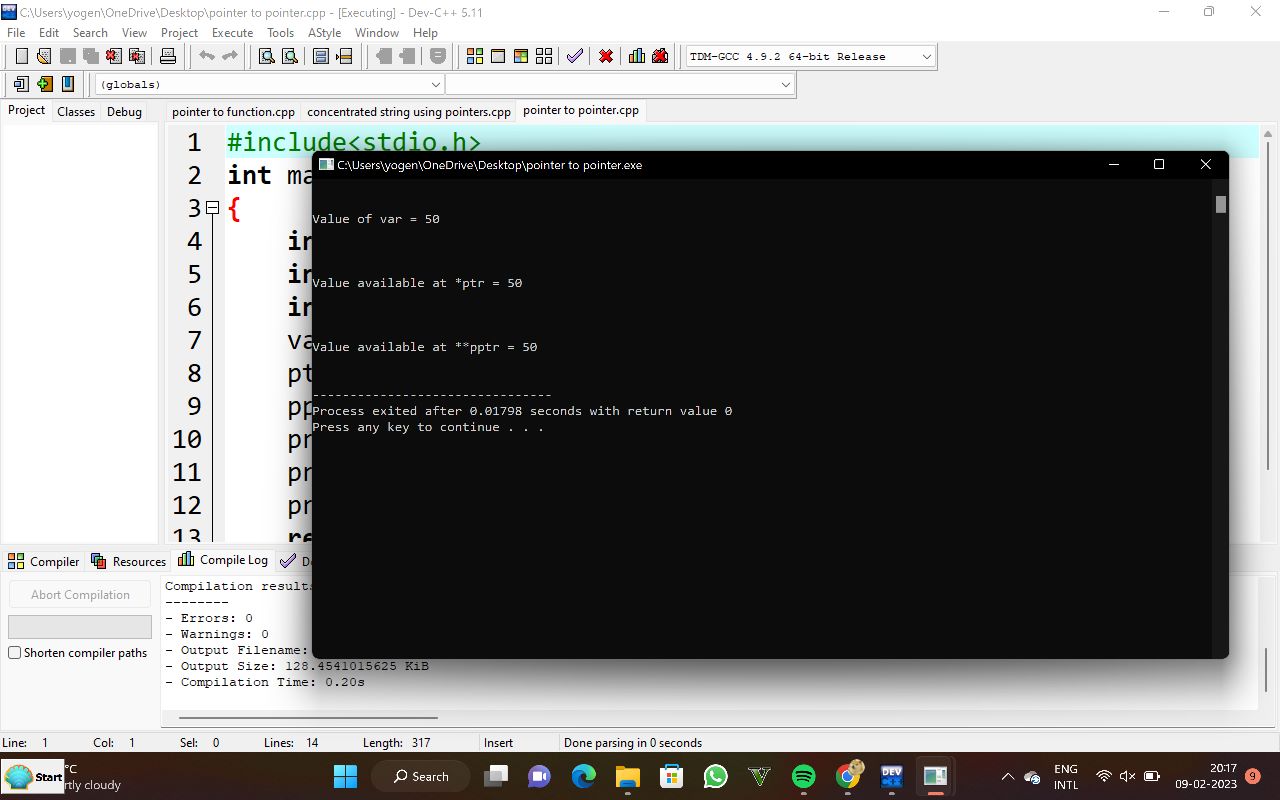 C:\Users\yogen\OneDrive\Desktop\pointer to pointer.cpp - [Executing] - Dev-C++ 5.11
File Edit Search View Project Execute Tools AStyle Window Help
TDM-GCC 4.9.2 64-bit Release
(globals)
Project Classes Debug
pointer to function.cpp concentrated string using pointers.cpp pointer to pointer.cpp
1 #include<stdio.h>
2 int ma
3 {
4 in
5 in
6 in
7 va
8 pt
9 pp
10 pr
11 pr
12 pr
13 re
C:\Users\yogen\OneDrive\Desktop\pointer to pointer.exe
Value of var = 50
Value available at *ptr = 50
Value available at **pptr = 50
--------------------------------
Process exited after 0.01798 seconds with return value 0
Press any key to continue . . .
Compiler Resources Compile Log D
Abort Compilation
Shorten compiler paths
Compilation results
--------
- Errors: 0
- Warnings: 0
- Output Filename:
- Output Size: 128.4541015625 KiB
- Compilation Time: 0.20s
Line: 1 Col: 1 Sel: 0 Lines: 14 Length: 317 Insert Done parsing in 0 seconds
Start
°C
rtly cloudy
Search
DEV
ENG
INTL
20:17
09-02-2023
9